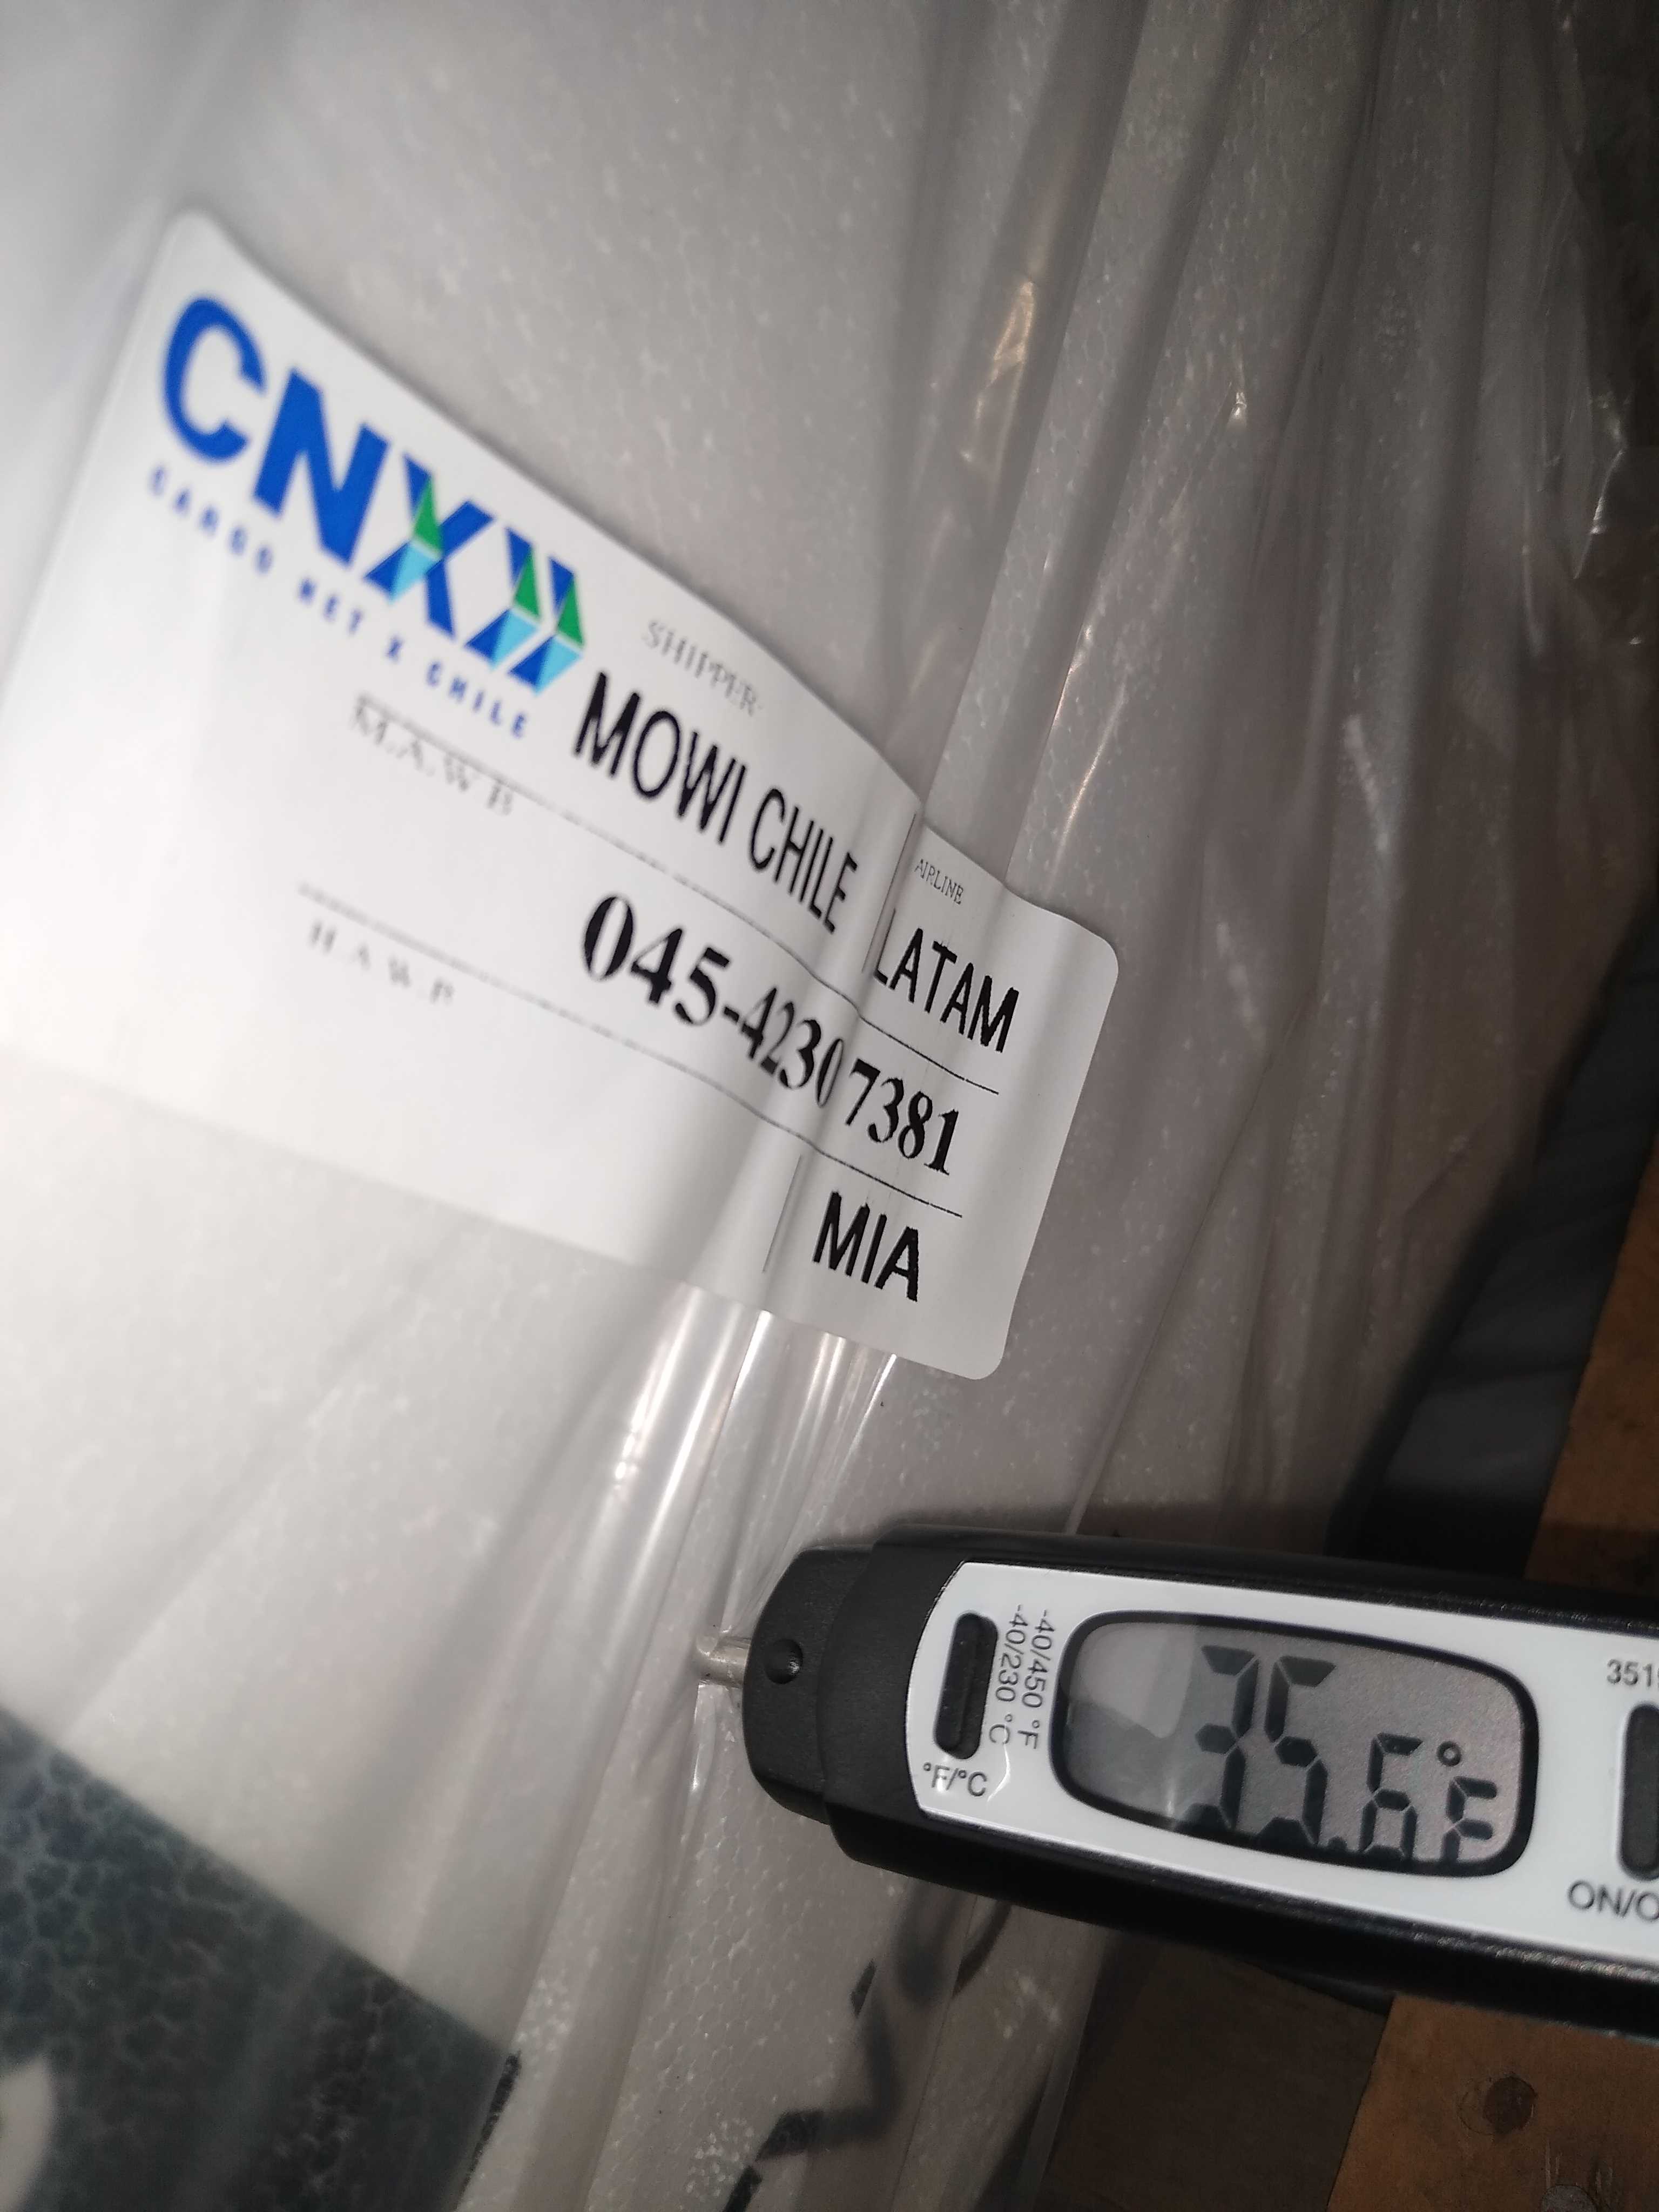 CNX
CARGO NET X CHILE
SHIPPER
MOWI CHILE
AIRLINE
LATAM
M.A.W.B
045-4230 7381
H.A.W.B
MIA
-40/450 °F
-40/230 °C
°F/°C
35.6°F
ON/O